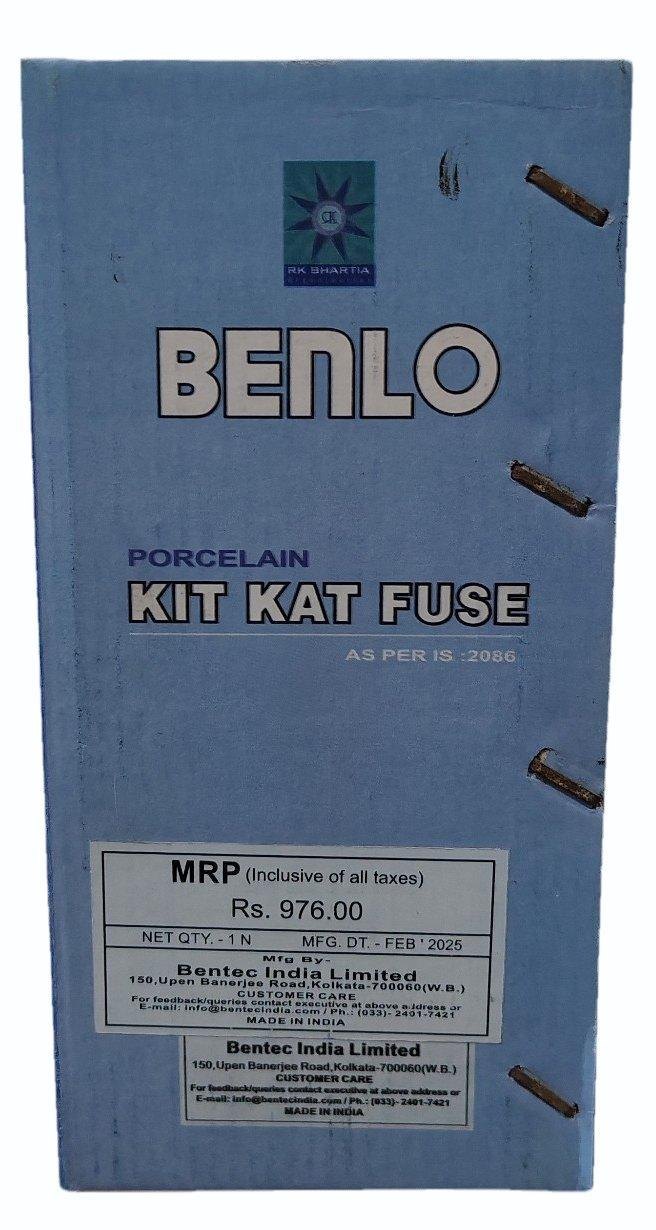 RK BHARTIA
BENLO
PORCELAIN
KIT KAT FUSE
AS PER IS :2086
MRP (Inclusive of all taxes)
Rs. 976.00
NET QTY. - 1 N MFG. DT. - FEB ' 2025
Mfg By-
Bentec India Limited
150,Upen Banerjee Road,Kolkata-700060(W.B.)
CUSTOMER CARE
For feedback/queries contact executive at above address or
E-mail: info@bentecindia.com / Ph.: (033)- 2401-7421
MADE IN INDIA
Bentec India Limited
150,Upen Banerjee Road,Kolkata-700060(W.B.)
CUSTOMER CARE
For feedback/queries contact executive at above address or
E-mail: info@bentecindia.com / Ph.: (033)- 2401-7421
MADE IN INDIA